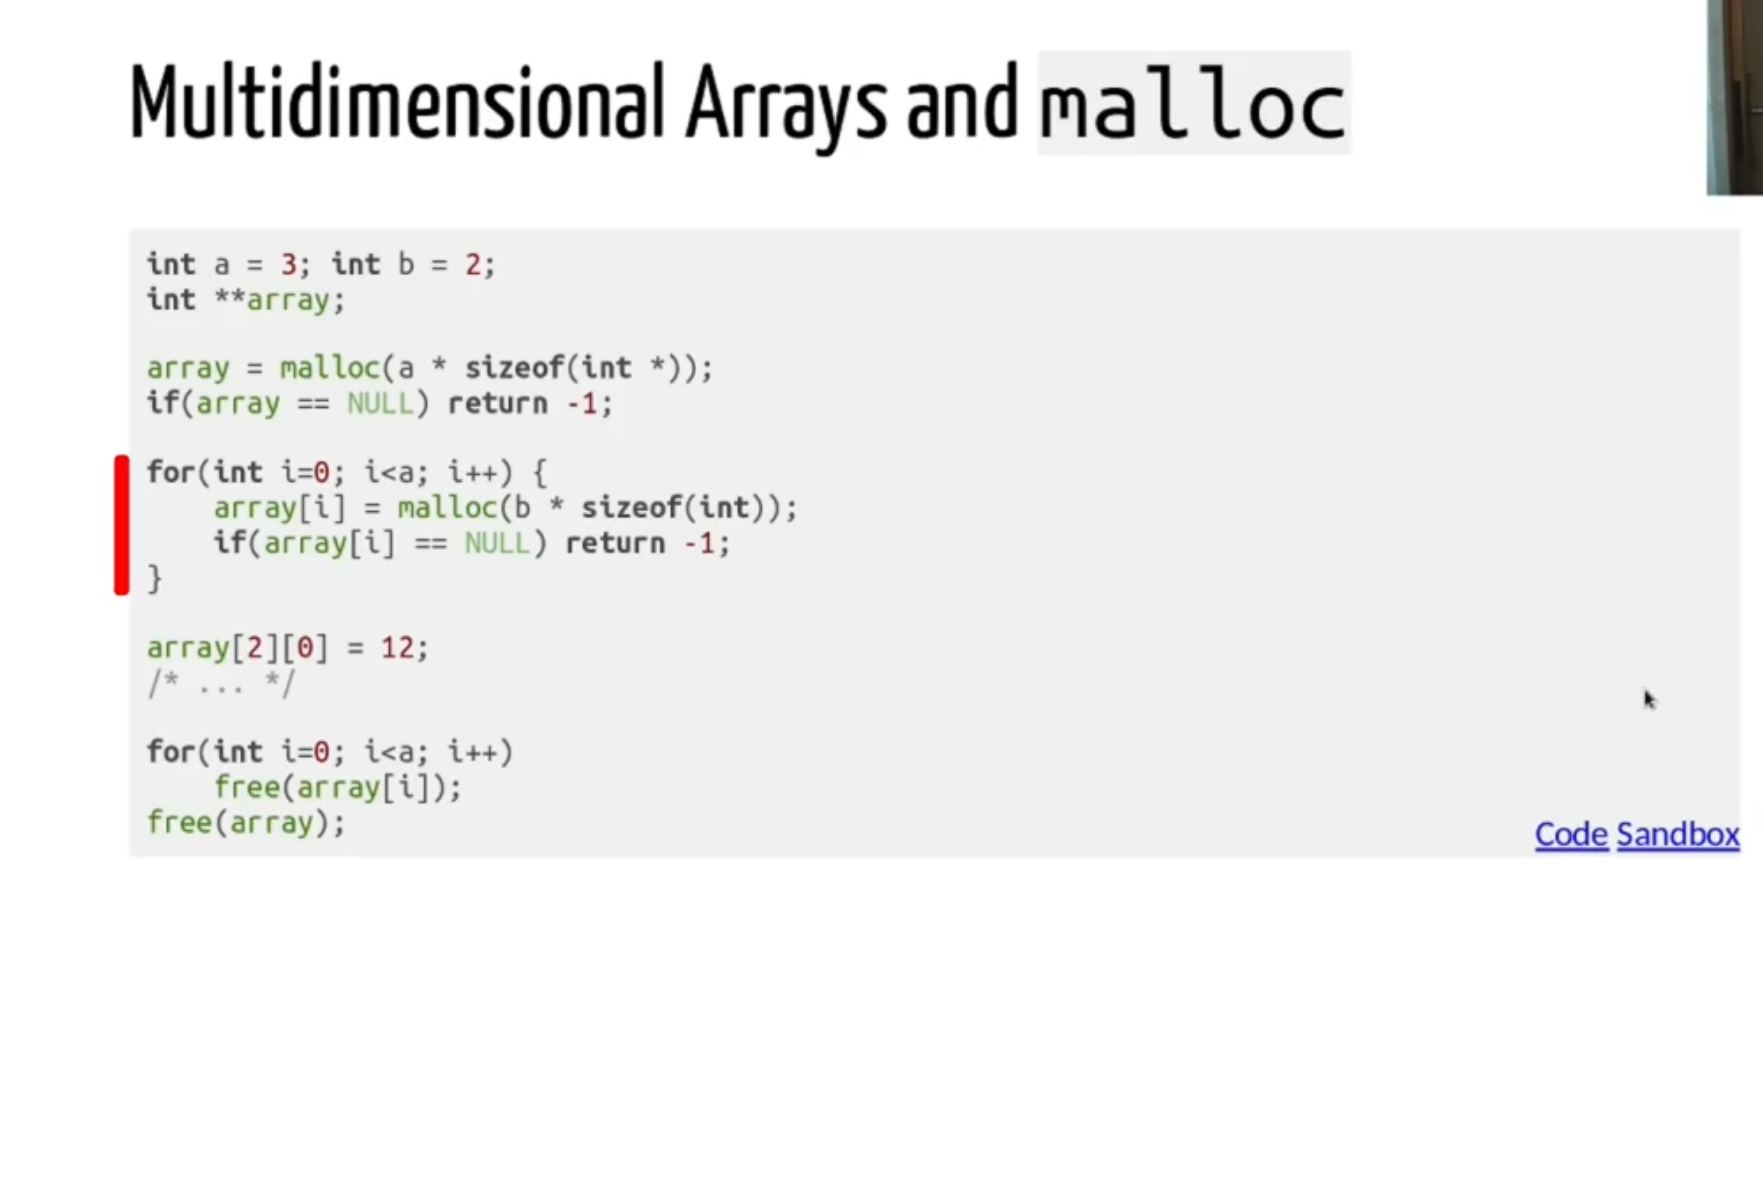 Multidimensional Arrays and malloc
int a = 3; int b = 2;
int **array;
array = malloc(a * sizeof(int *));
if(array == NULL) return -1;
for(int i=0; i<a; i++) {
    array[i] = malloc(b * sizeof(int));
    if(array[i] == NULL) return -1;
}
array[2][0] = 12;
/* ... */
for(int i=0; i<a; i++)
    free(array[i]);
free(array);
Code Sandbox